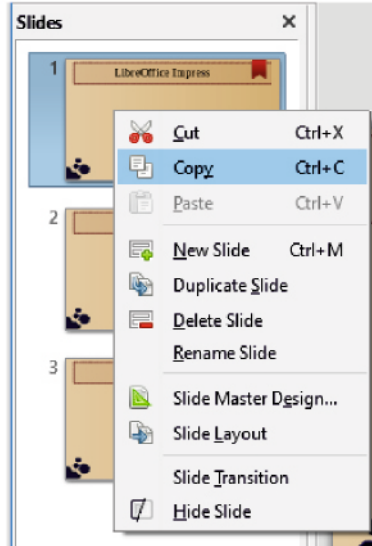 Slides ×
1
LibreOffice Impress
Cut Ctrl+X
Copy Ctrl+C
Paste Ctrl+V
2
New Slide Ctrl+M
Duplicate Slide
Delete Slide
Rename Slide
3
Slide Master Design...
Slide Layout
Slide Transition
Hide Slide